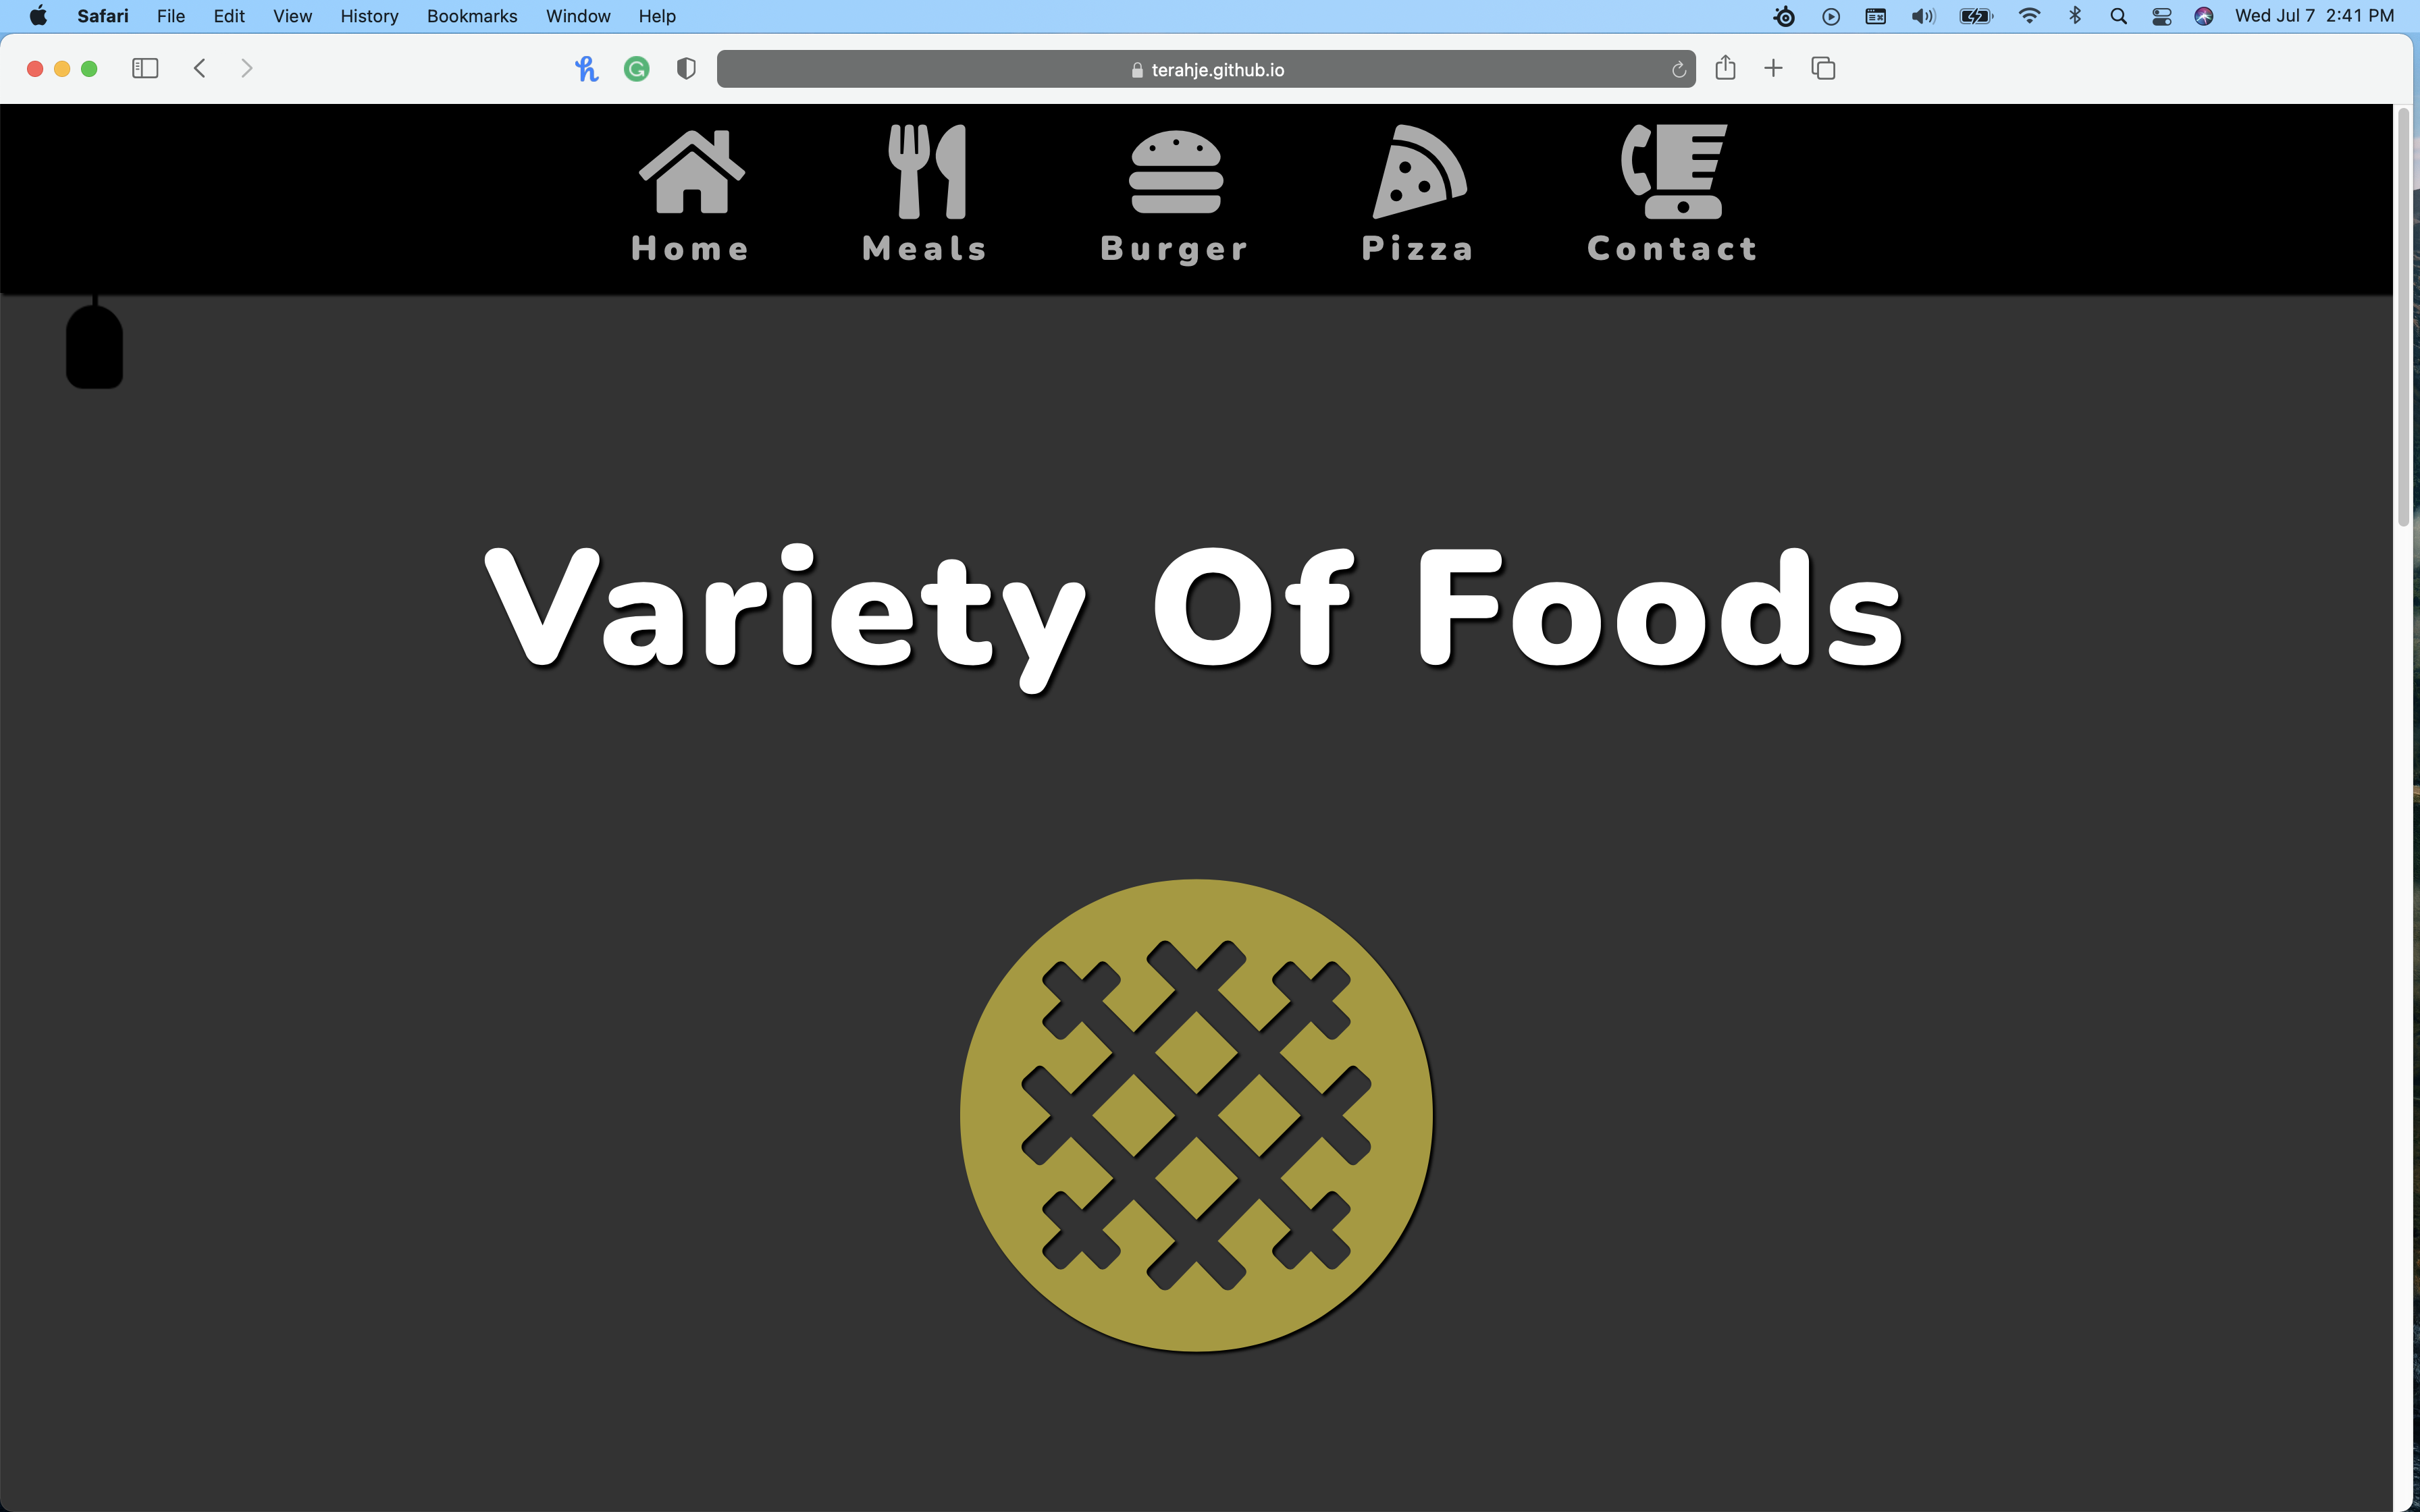 Safari File Edit View History Bookmarks Window Help Wed Jul 7 2:41 PM
terahje.github.io
Home Meals Burger Pizza Contact
Variety Of Foods